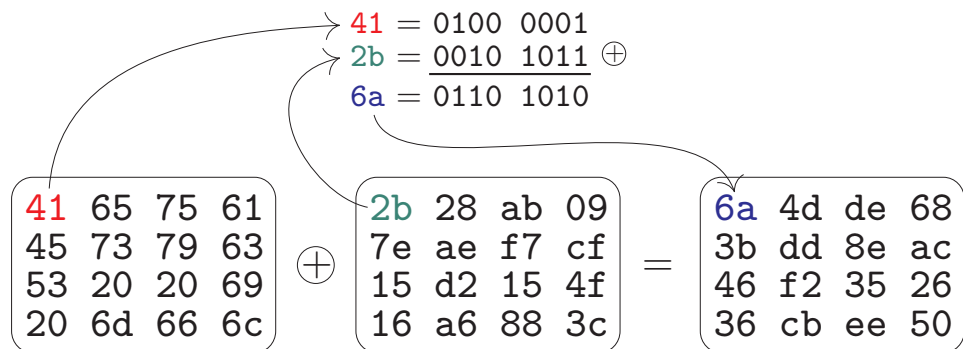 41 = 0100 0001
2b = 0010 1011 ⊕
6a = 0110 1010
41 65 75 61 2b 28 ab 09 6a 4d de 68
45 73 79 63 7e ae f7 cf 3b dd 8e ac
53 20 20 69 ⊕ 15 d2 15 4f = 46 f2 35 26
20 6d 66 6c 16 a6 88 3c 36 cb ee 50